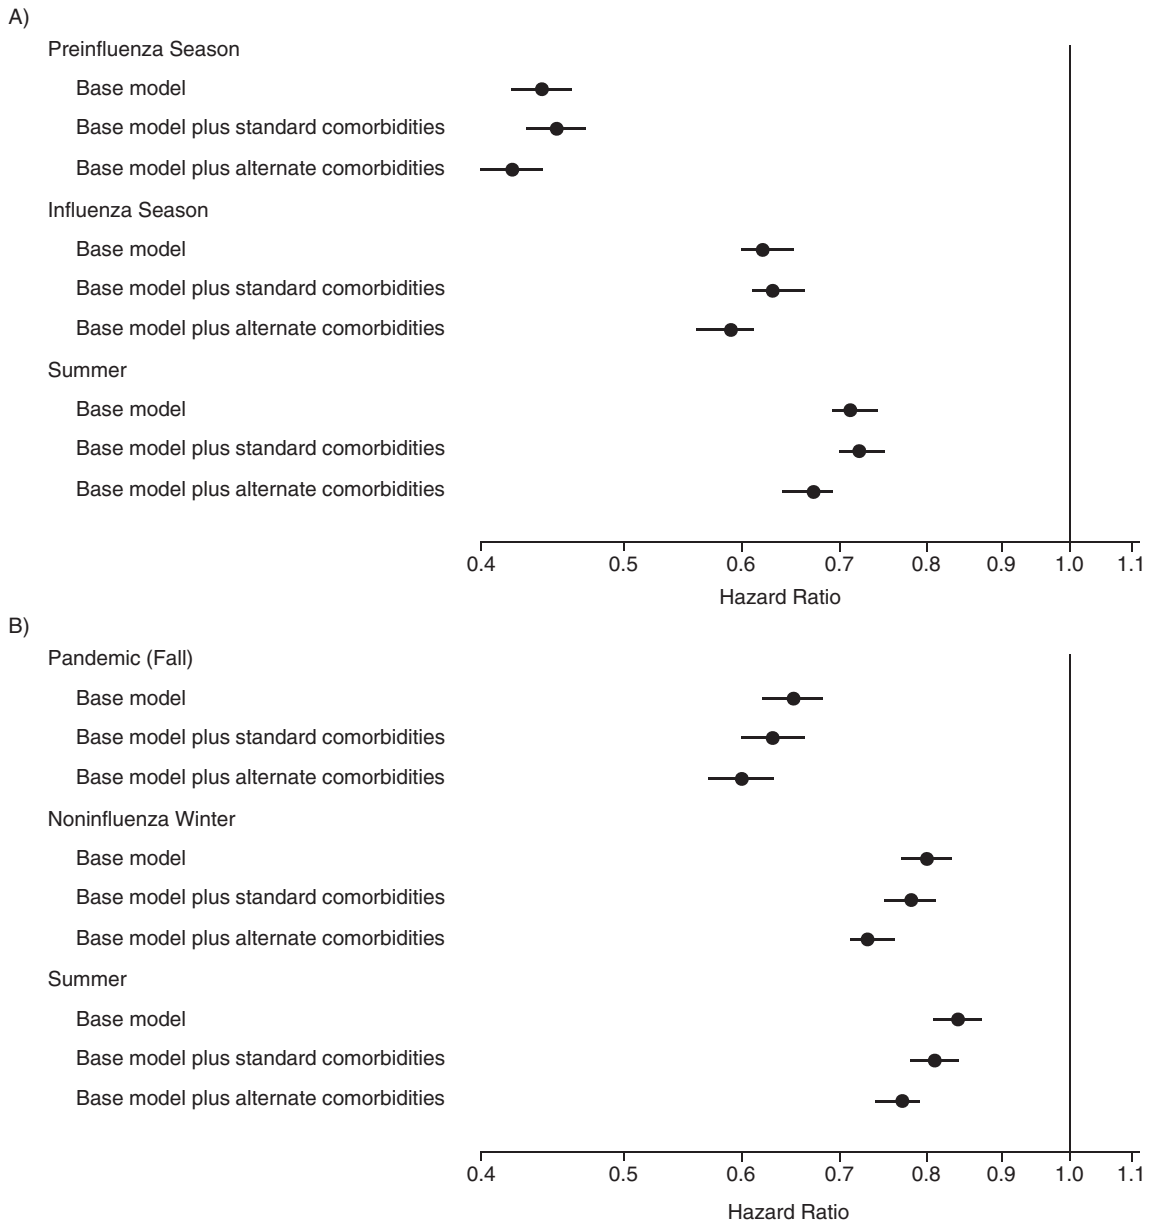 A)
Preinfluenza Season
Base model
Base model plus standard comorbidities
Base model plus alternate comorbidities
Influenza Season
Base model
Base model plus standard comorbidities
Base model plus alternate comorbidities
Summer
Base model
Base model plus standard comorbidities
Base model plus alternate comorbidities
0.4 0.5 0.6 0.7 0.8 0.9 1.0 1.1
Hazard Ratio
B)
Pandemic (Fall)
Base model
Base model plus standard comorbidities
Base model plus alternate comorbidities
Noninfluenza Winter
Base model
Base model plus standard comorbidities
Base model plus alternate comorbidities
Summer
Base model
Base model plus standard comorbidities
Base model plus alternate comorbidities
0.4 0.5 0.6 0.7 0.8 0.9 1.0 1.1
Hazard Ratio